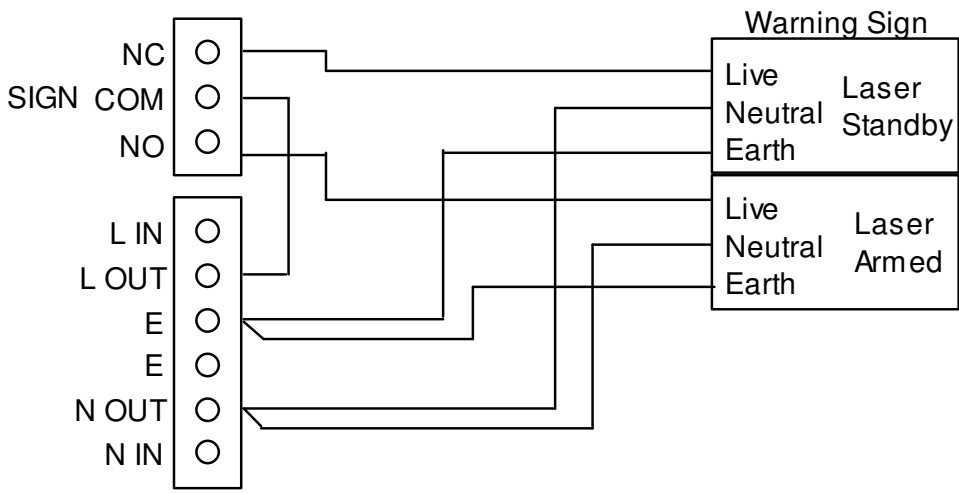 Warning Sign
NC
SIGN COM
NO
L IN
L OUT
E
E
N OUT
N IN
Live
Neutral
Earth
Laser
Standby
Live
Neutral
Earth
Laser
Armed